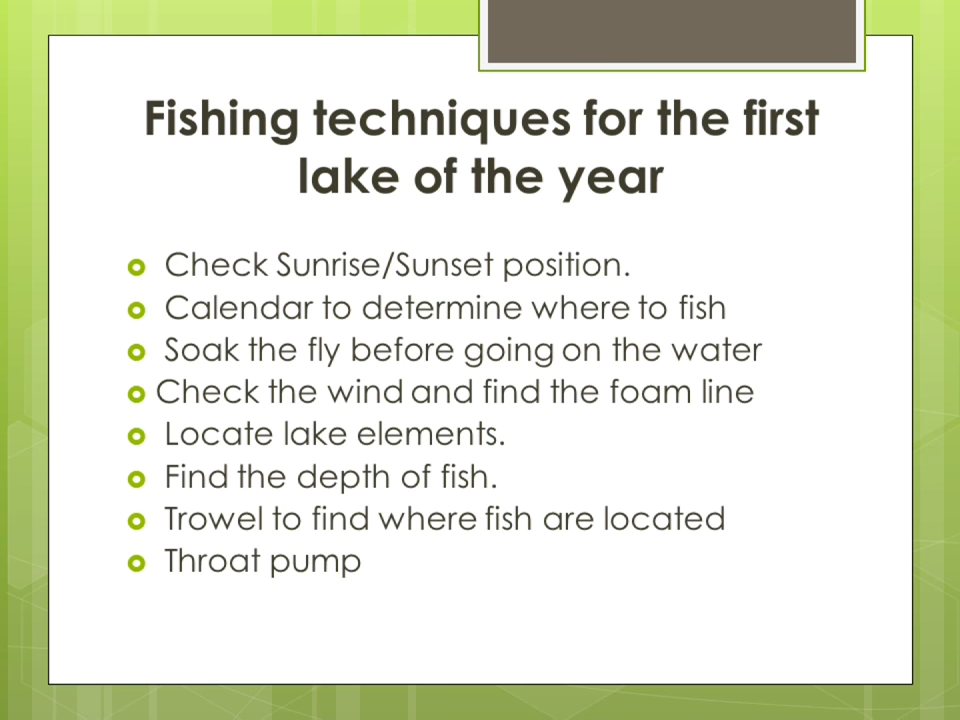 Fishing techniques for the first
lake of the year
Check Sunrise/Sunset position.
Calendar to determine where to fish
Soak the fly before going on the water
Check the wind and find the foam line
Locate lake elements.
Find the depth of fish.
Trowel to find where fish are located
Throat pump